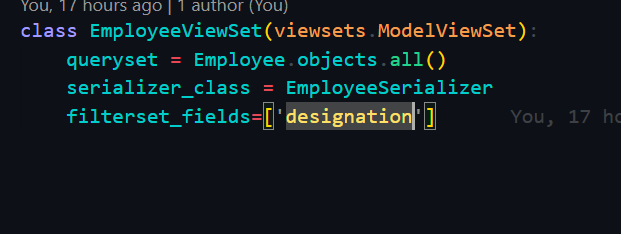 You, 17 hours ago | 1 author (You)
class EmployeeViewSet(viewsets.ModelViewSet):
    queryset = Employee.objects.all()
    serializer_class = EmployeeSerializer
    filterset_fields=['designation']    You, 17 ho